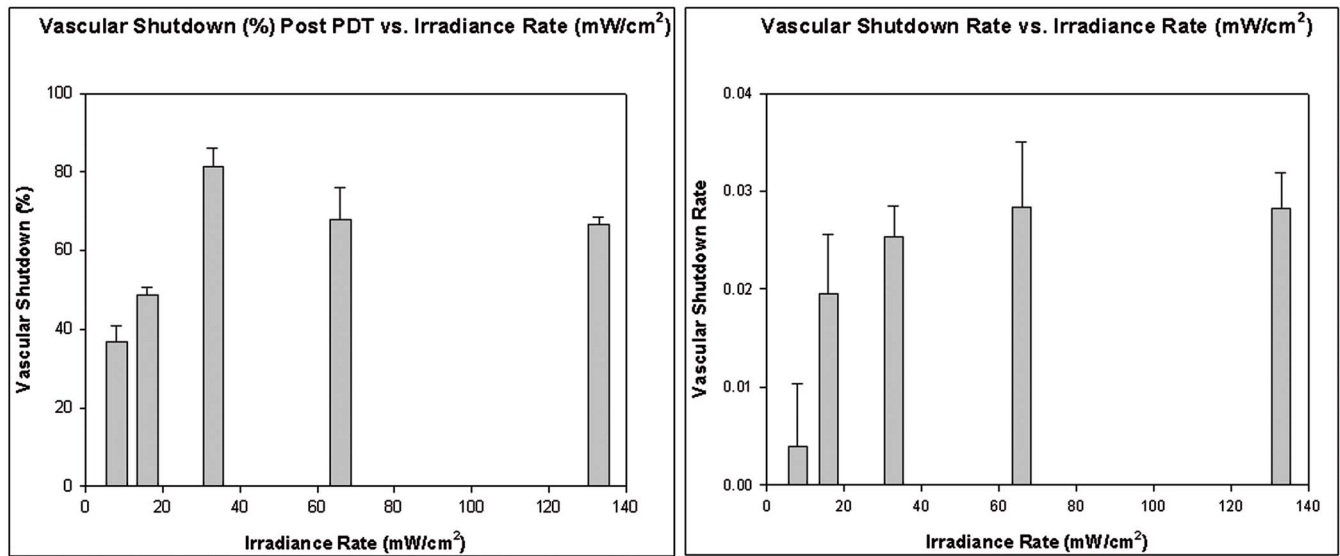 Vascular Shutdown (%) Post PDT vs. Irradiance Rate (mW/cm²)
100
80
60
40
20
0
Vascular Shutdown (%)
0 20 40 60 80 100 120 140
Irradiance Rate (mW/cm²)
Vascular Shutdown Rate vs. Irradiance Rate (mW/cm²)
0.04
0.03
0.02
0.01
0.00
Vascular Shutdown Rate
0 20 40 60 80 100 120 140
Irradiance Rate (mW/cm²)